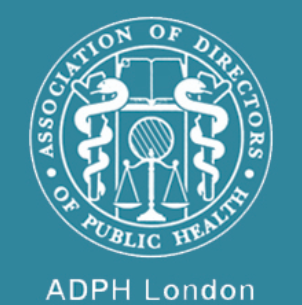 ASSOCIATION OF DIRECTORS
• OF PUBLIC HEALTH •
ADPH London